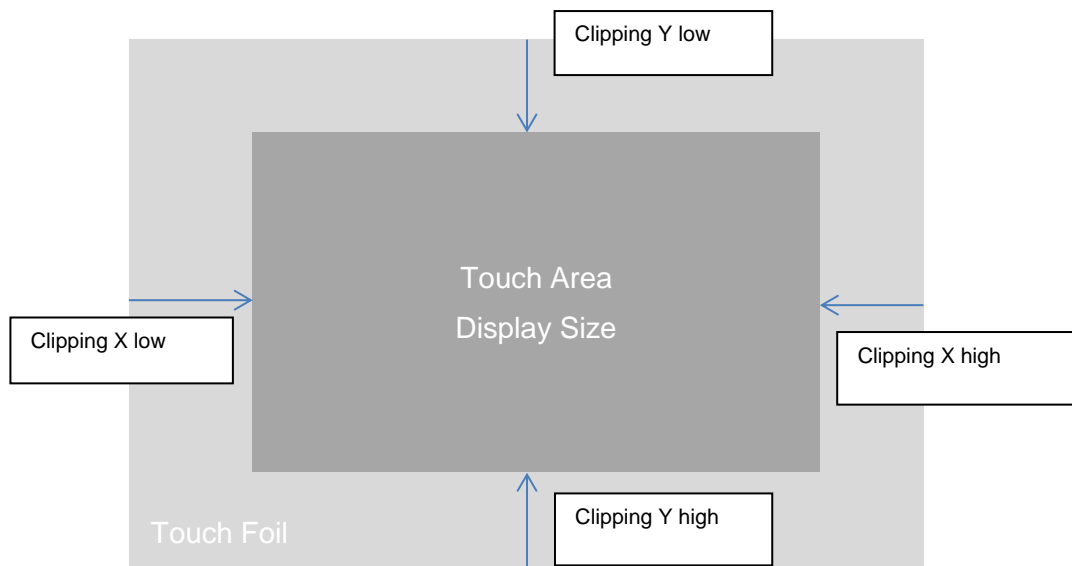 Clipping Y low
Touch Area
Display Size
Clipping X low
Clipping X high
Clipping Y high
Touch Foil